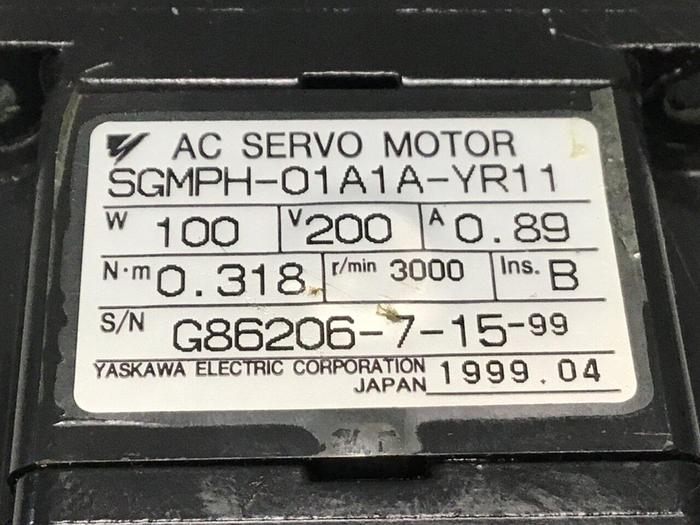 AC SERVO MOTOR
SGMPH-01A1A-YR11
W 100 V 200 A 0.89
N·m 0.318 r/min 3000 Ins. B
S/N G86206-7-15-99
YASKAWA ELECTRIC CORPORATION
JAPAN 1999.04